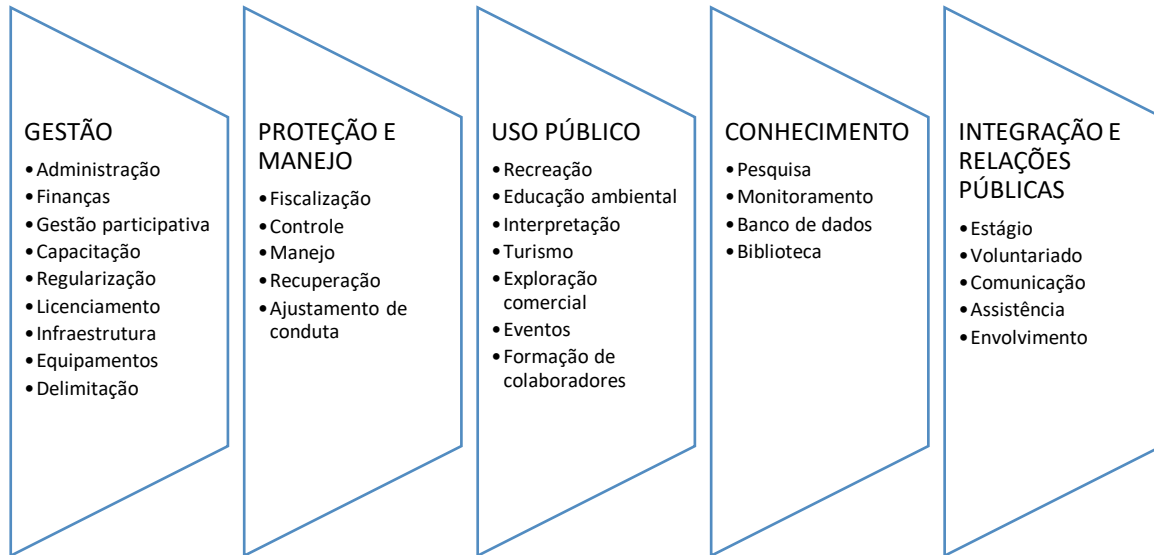 GESTÃO
•Administração
•Finanças
•Gestão participativa
•Capacitação
•Regularização
•Licenciamento
•Infraestrutura
•Equipamentos
•Delimitação
PROTEÇÃO E
MANEJO
•Fiscalização
•Controle
•Manejo
•Recuperação
•Ajustamento de
conduta
USO PÚBLICO
•Recreação
•Educação ambiental
•Interpretação
•Turismo
•Exploração
comercial
•Eventos
•Formação de
colaboradores
CONHECIMENTO
•Pesquisa
•Monitoramento
•Banco de dados
•Biblioteca
INTEGRAÇÃO E
RELAÇÕES
PÚBLICAS
•Estágio
•Voluntariado
•Comunicação
•Assistência
•Envolvimento